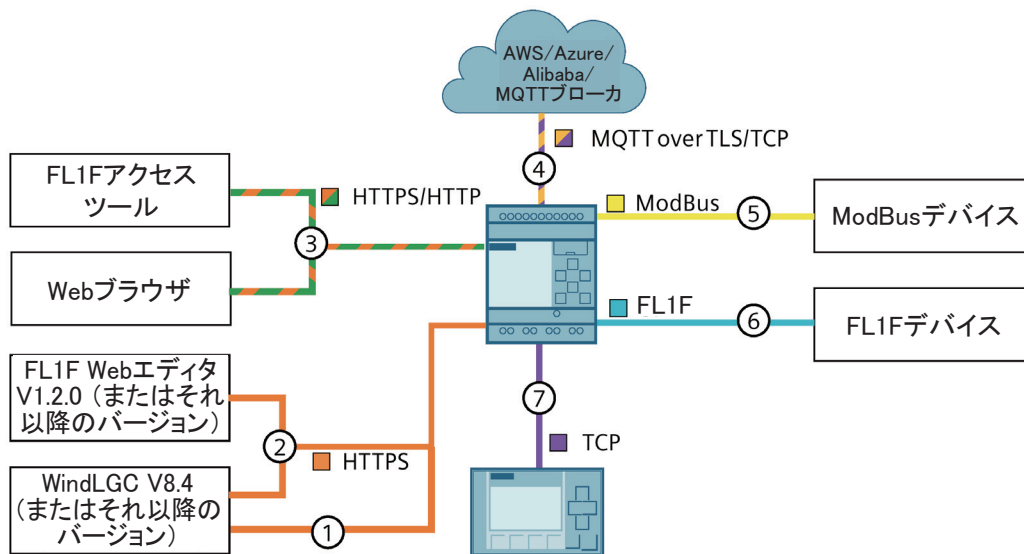 AWS/Azure/
Alibaba/
MQTTブローカ
MQTT over TLS/TCP
④
FL1Fアクセス
ツール
HTTPS/HTTP
③
Webブラウザ
ModBus
⑤
ModBusデバイス
FL1F
⑥
FL1Fデバイス
FL1F Webエディタ
V1.2.0（またはそれ
以降のバージョン）
②
HTTPS
WindLGC V8.4
（またはそれ以降の
バージョン）
①
⑦
TCP